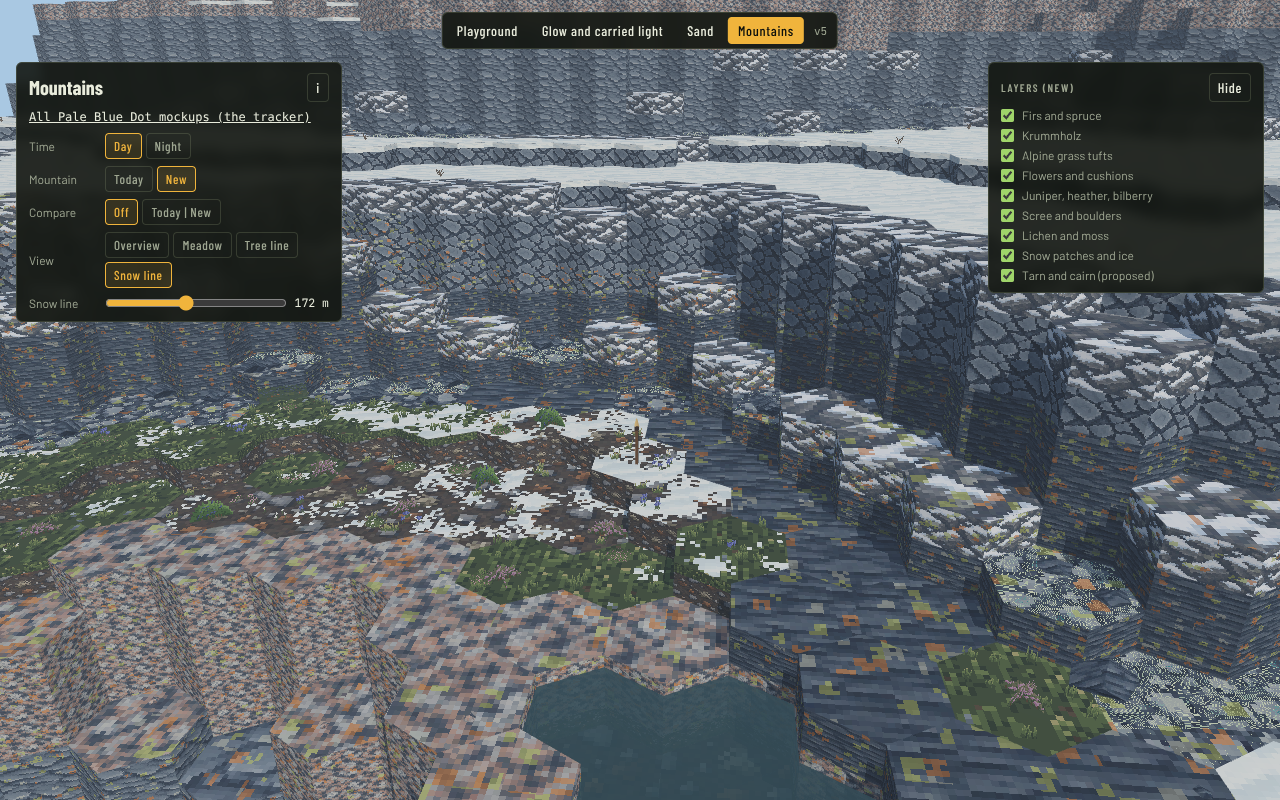 Playground Glow and carried light Sand Mountains v5
Mountains i
All Pale Blue Dot mockups (the tracker)
Time Day Night
Mountain Today New
Compare Off Today | New
View Overview Meadow Tree line
Snow line
Snow line 172 m
LAYERS (NEW) Hide
Firs and spruce
Krummholz
Alpine grass tufts
Flowers and cushions
Juniper, heather, bilberry
Scree and boulders
Lichen and moss
Snow patches and ice
Tarn and cairn (proposed)